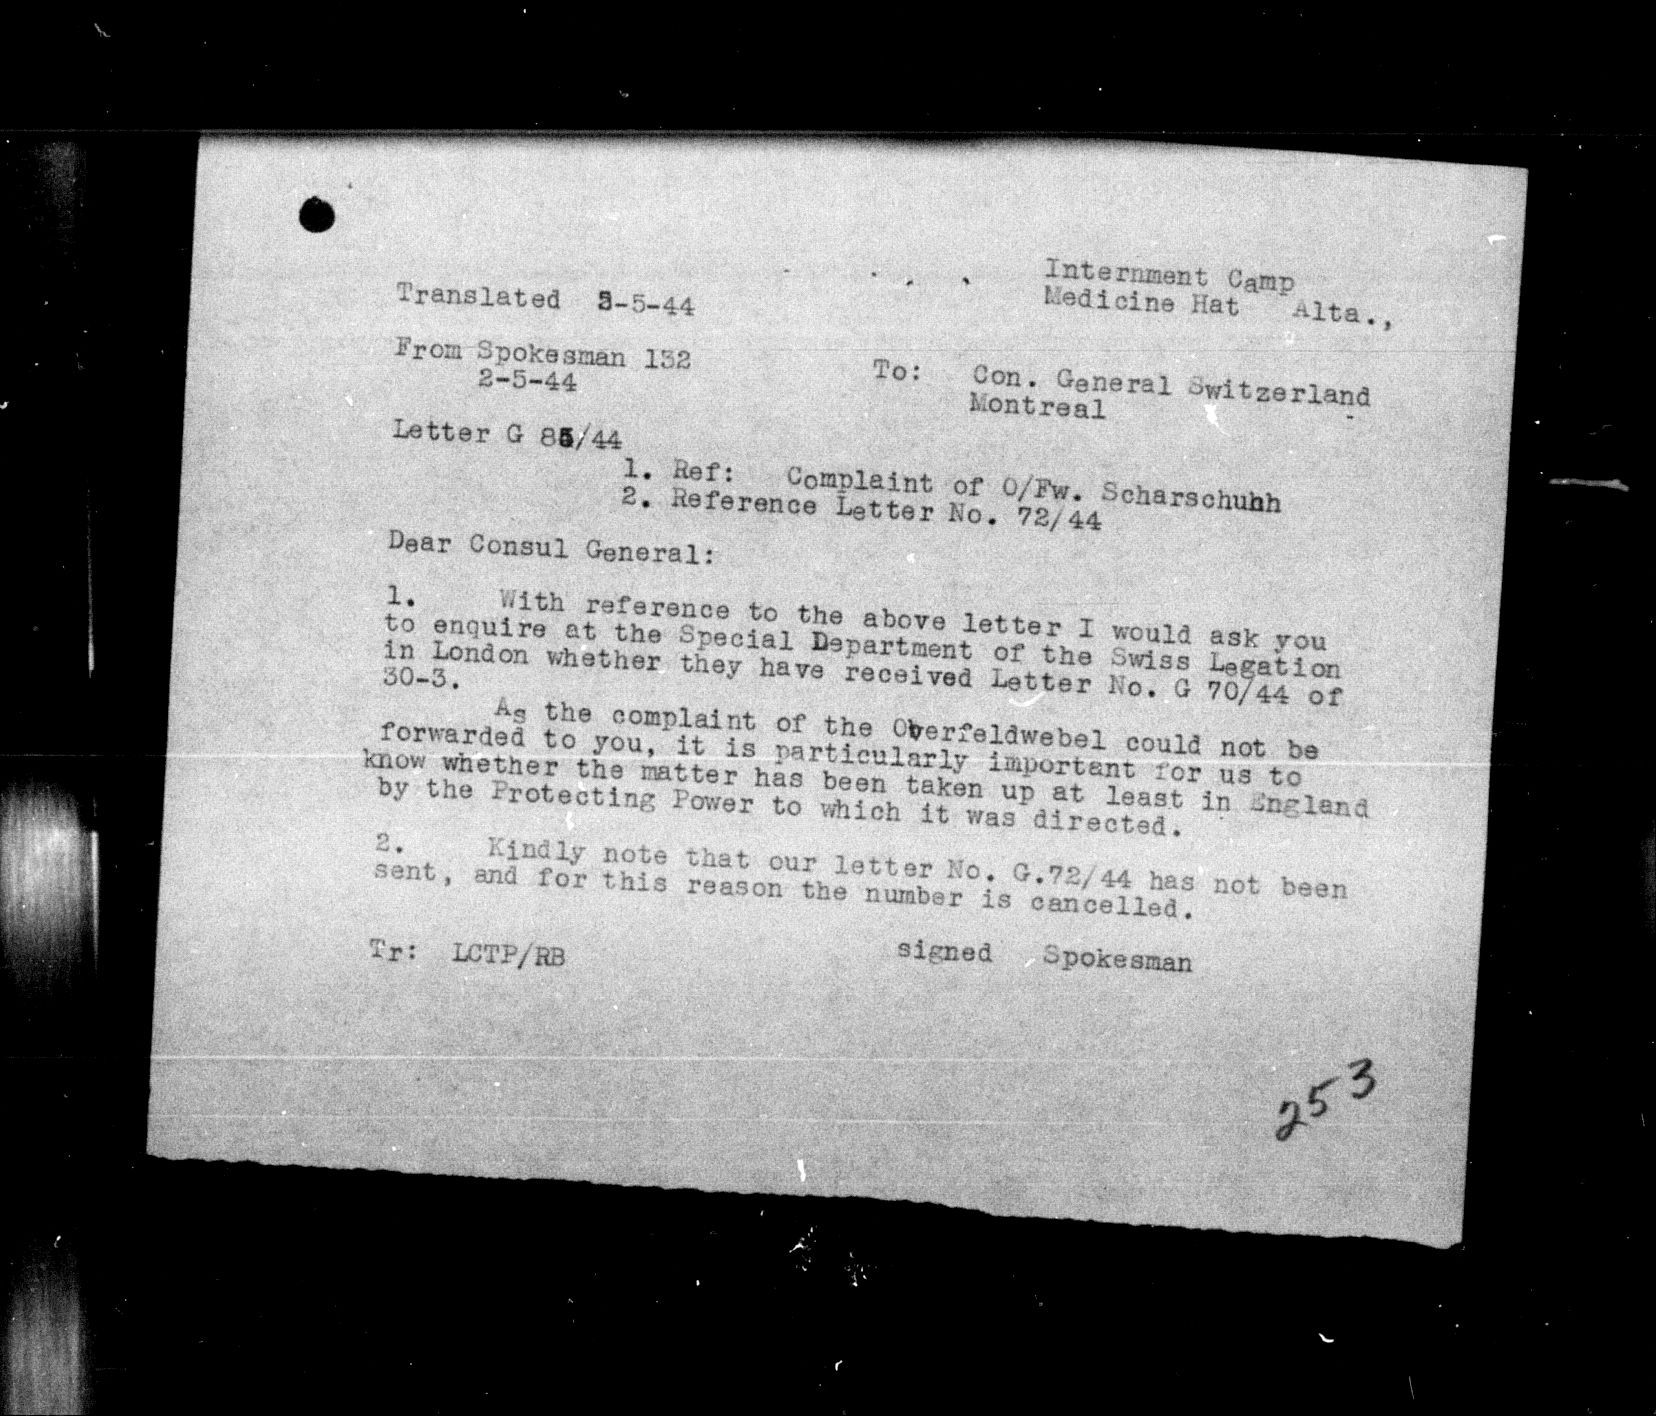 Internment Camp
Translated 3-5-44 Medicine Hat Alta.,
From Spokesman 132
2-5-44 To: Con. General Switzerland
Montreal
Letter G 85/44
1. Ref: Complaint of O/Fw. Scharschuhh
2. Reference Letter No. 72/44
Dear Consul General:
1. With reference to the above letter I would ask you
to enquire at the Special Department of the Swiss Legation
in London whether they have received Letter No. G 70/44 of
30-3.
As the complaint of the Oberfeldwebel could not be
forwarded to you, it is particularly important for us to
know whether the matter has been taken up at least in England
by the Protecting Power to which it was directed.
2. Kindly note that our letter No. G.72/44 has not been
sent, and for this reason the number is cancelled.
Tr: LCTP/RB signed Spokesman
253